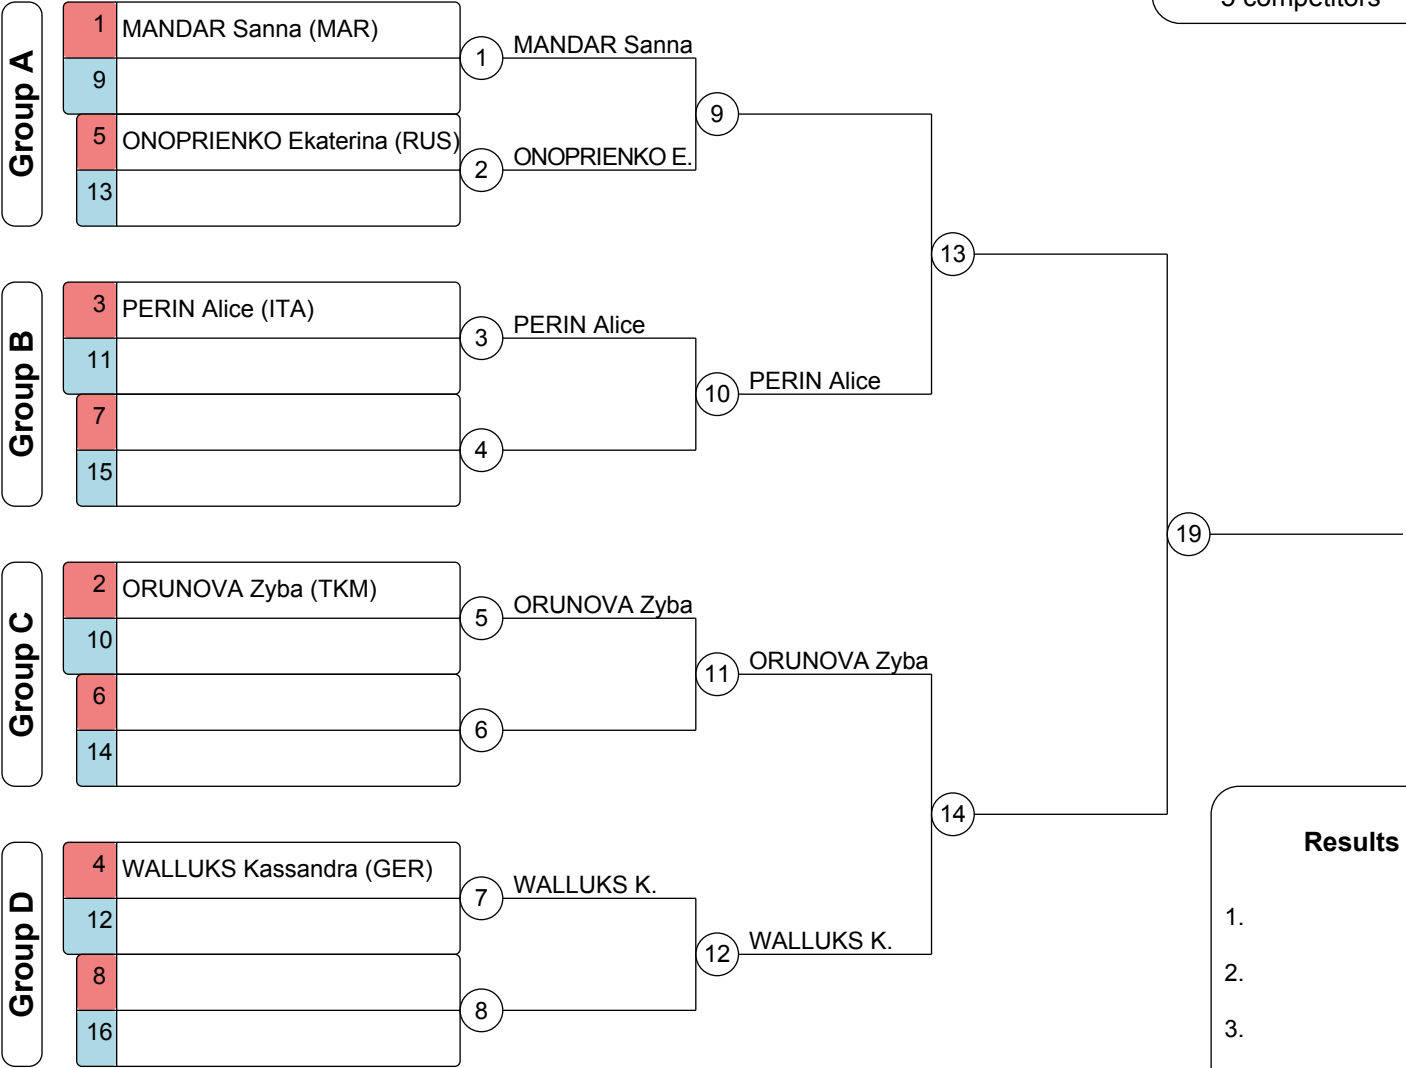 5 competitors
Group A
1 MANDAR Sanna (MAR)
9
5 ONOPRIENKO Ekaterina (RUS)
13
1 MANDAR Sanna
2 ONOPRIENKO E.
9
13
Group B
3 PERIN Alice (ITA)
11
7
15
3 PERIN Alice
4
10 PERIN Alice
19
Group C
2 ORUNOVA Zyba (TKM)
10
6
14
5 ORUNOVA Zyba
6
11 ORUNOVA Zyba
14
Group D
4 WALLUKS Kassandra (GER)
12
8
16
7 WALLUKS K.
8
12 WALLUKS K.
Results
1.
2.
3.